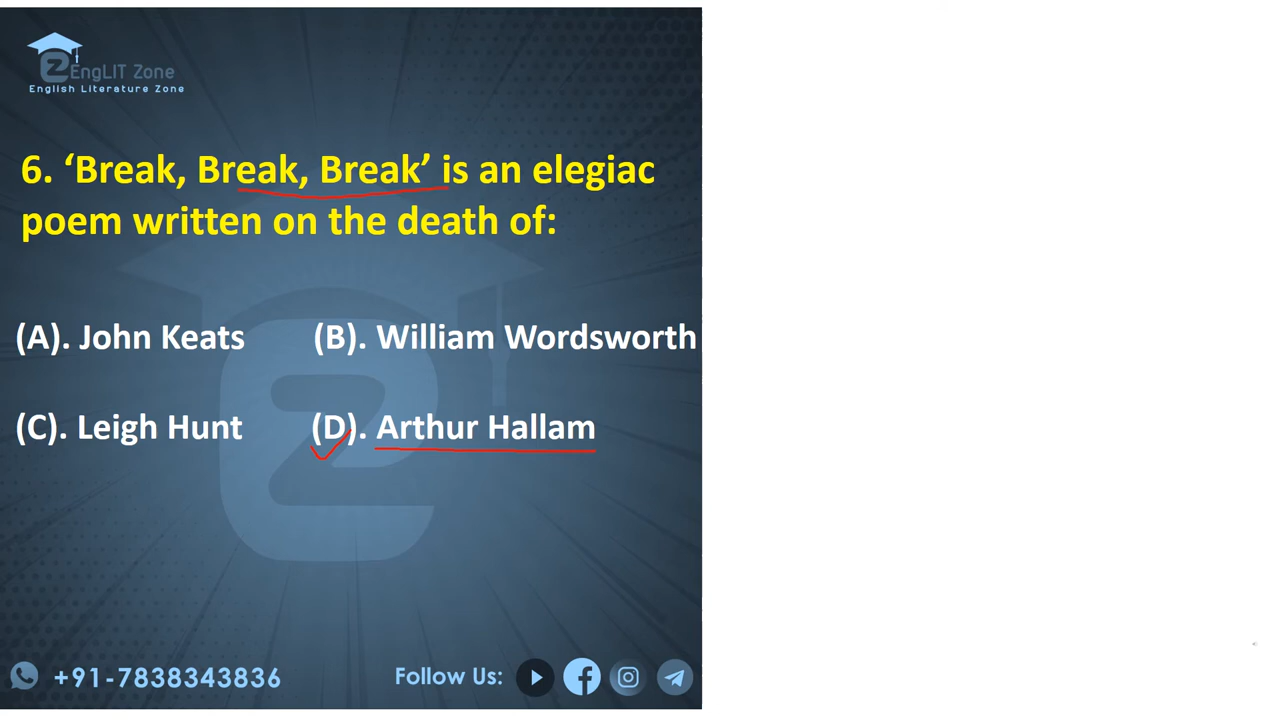 EngLIT Zone
English Literature Zone
6. ‘Break, Break, Break’ is an elegiac
poem written on the death of:
(A). John Keats (B). William Wordsworth
(C). Leigh Hunt (D). Arthur Hallam
+91-7838343836 Follow Us: